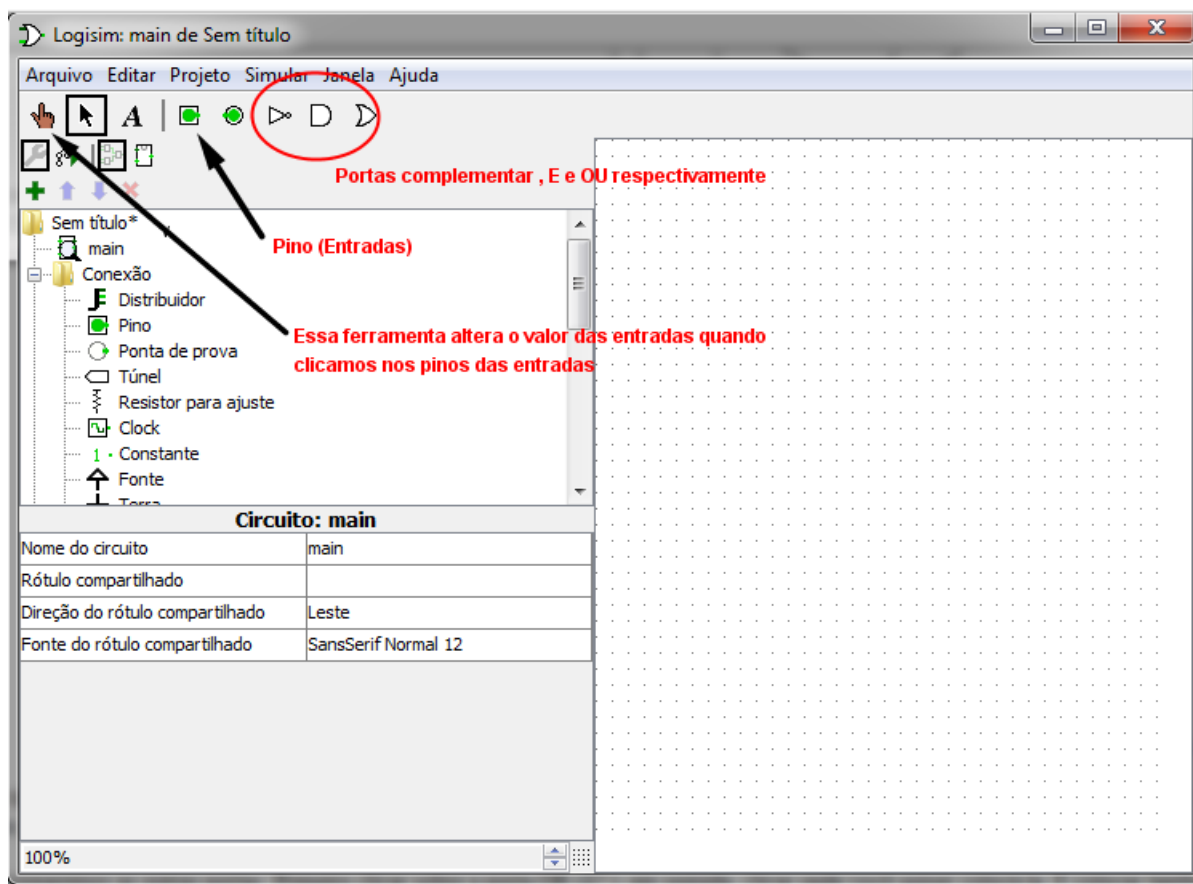 Logisim: main de Sem título
Arquivo Editar Projeto Simular Janela Ajuda
A
Portas complementar , E e OU respectivamente
Sem título*
main
Pino (Entradas)
Conexão
Distribuidor
Pino
Essa ferramenta altera o valor das entradas quando
clicamos nos pinos das entradas
Ponta de prova
Túnel
Resistor para ajuste
Clock
1 Constante
Fonte
Terra
Circuito: main
Nome do circuito main
Rótulo compartilhado
Direção do rótulo compartilhado Leste
Fonte do rótulo compartilhado SansSerif Normal 12
100%